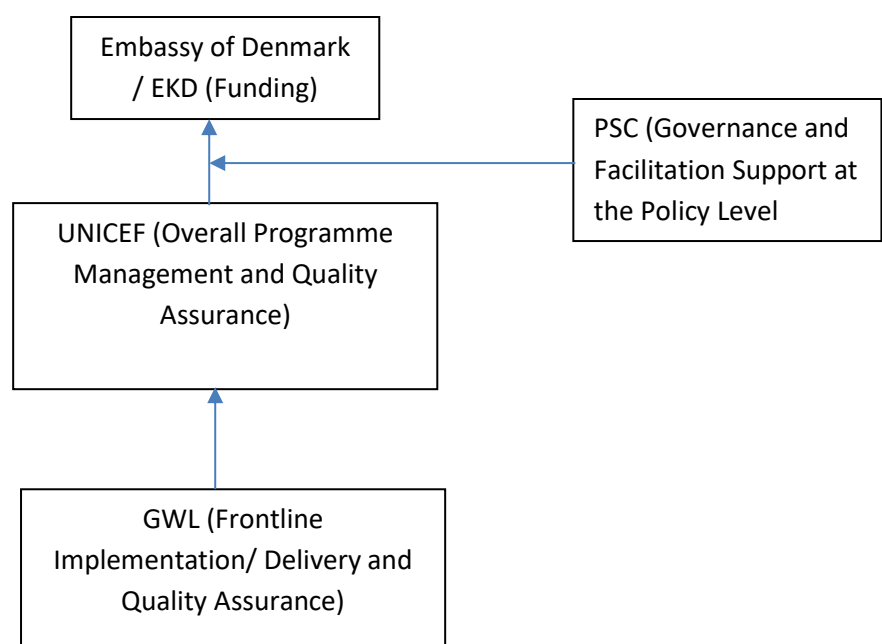 Embassy of Denmark
/ EKD (Funding)
PSC (Governance and
Facilitation Support at
the Policy Level
UNICEF (Overall Programme
Management and Quality
Assurance)
GWL (Frontline
Implementation/ Delivery and
Quality Assurance)